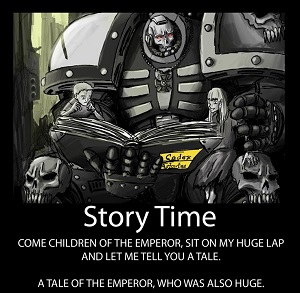 Codex
Story Time
COME CHILDREN OF THE EMPEROR, SIT ON MY HUGE LAP
AND LET ME TELL YOU A TALE.
A TALE OF THE EMPEROR, WHO WAS ALSO HUGE.